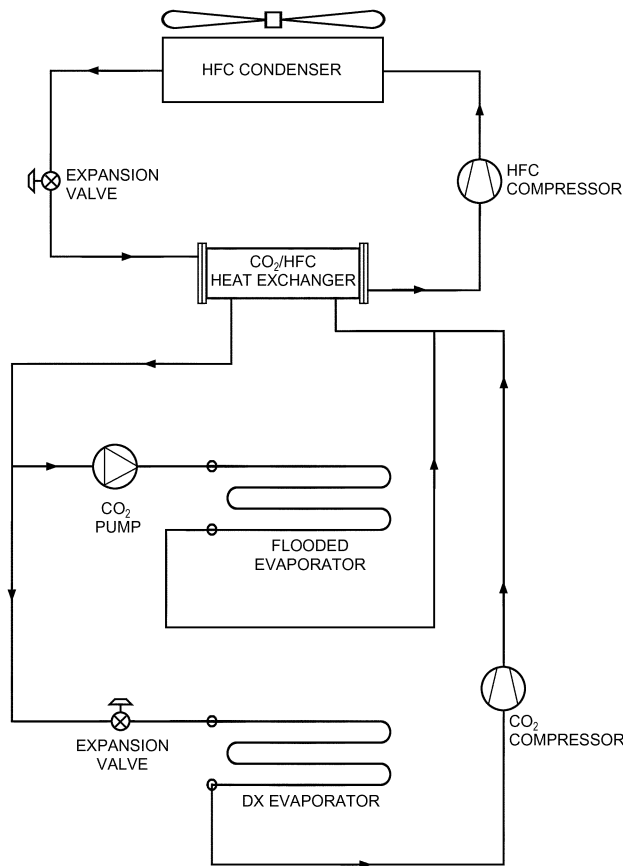 HFC CONDENSER
EXPANSION
VALVE
HFC
COMPRESSOR
CO₂/HFC
HEAT EXCHANGER
CO₂
PUMP
FLOODED
EVAPORATOR
EXPANSION
VALVE
CO₂
COMPRESSOR
DX EVAPORATOR